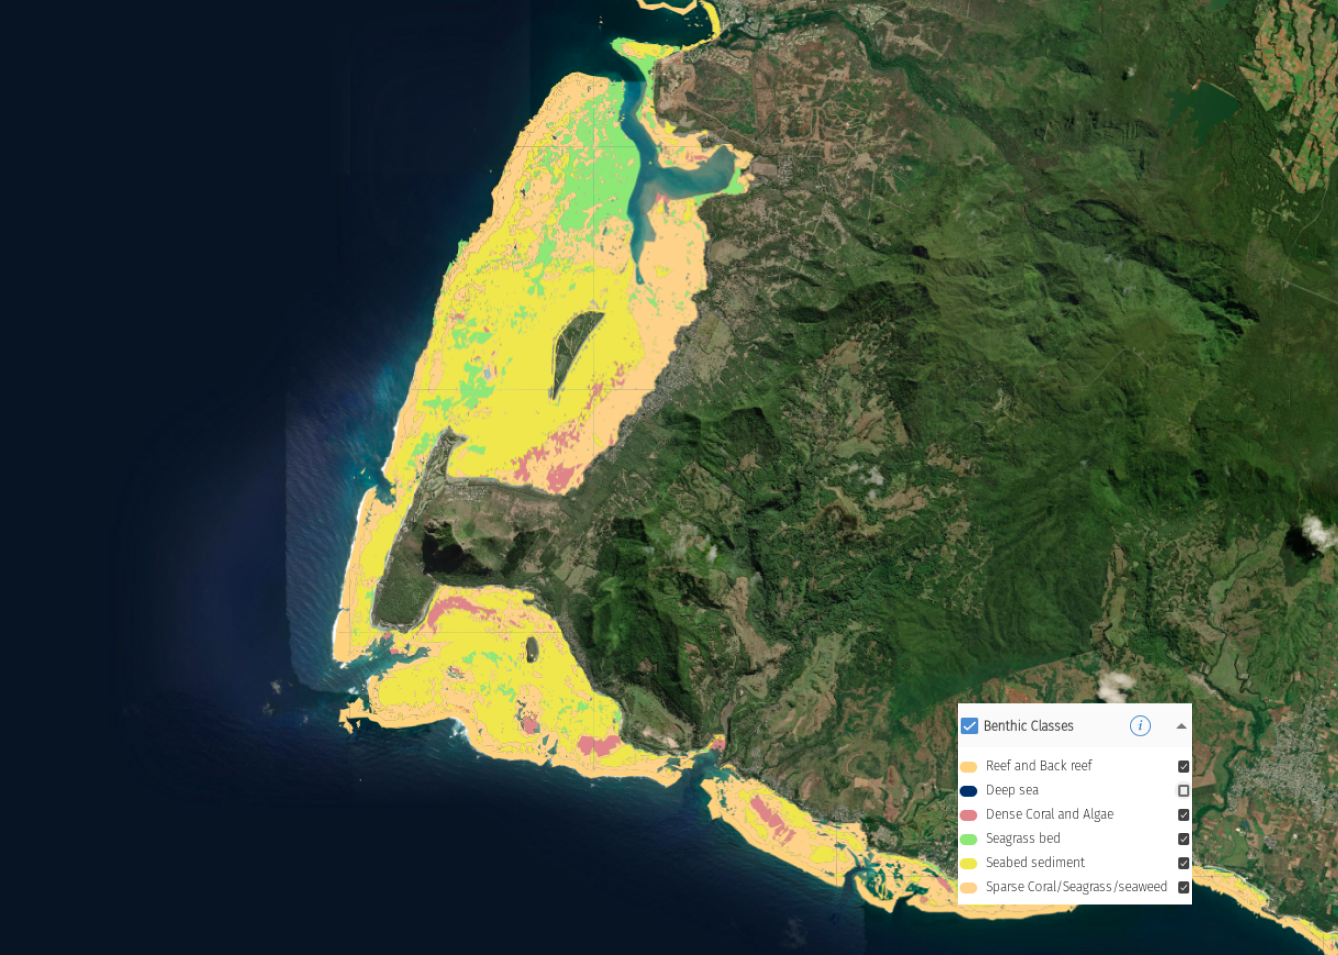 Benthic Classes
i
Reef and Back reef
Deep sea
Dense Coral and Algae
Seagrass bed
Seabed sediment
Sparse Coral/Seagrass/seaweed